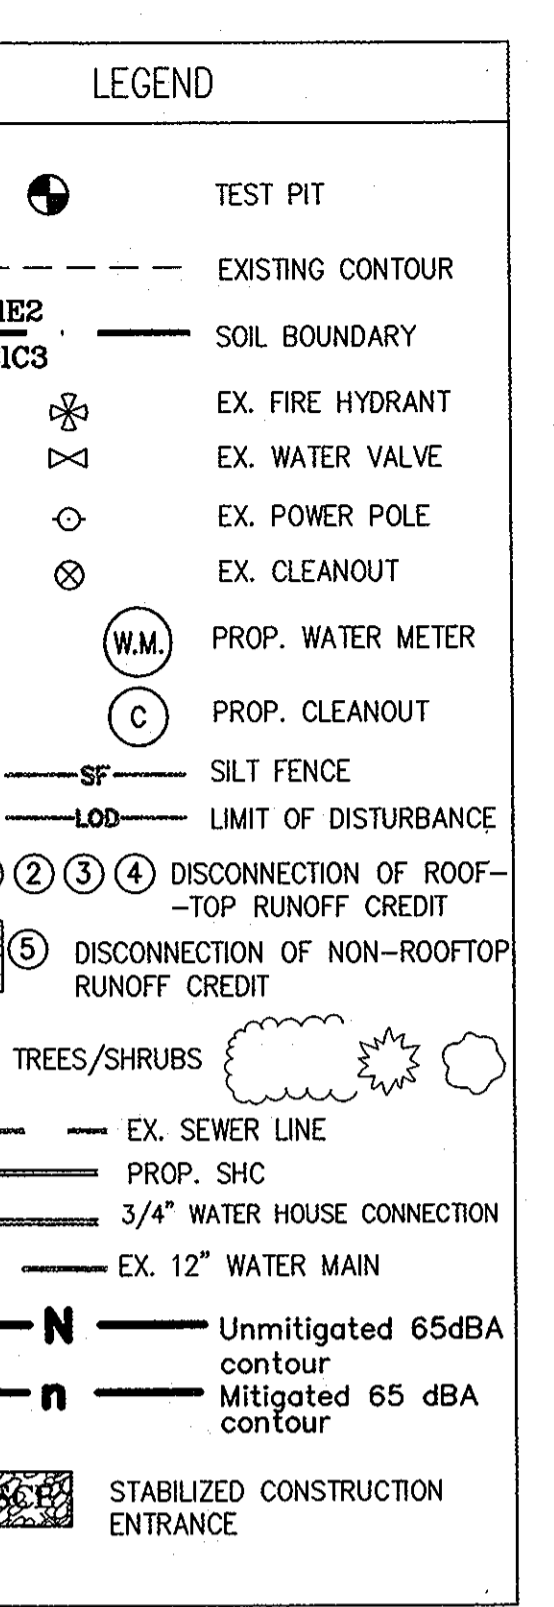 LEGEND
TEST PIT
EXISTING CONTOUR
1E2
1C3
SOIL BOUNDARY
EX. FIRE HYDRANT
EX. WATER VALVE
EX. POWER POLE
EX. CLEANOUT
W.M. PROP. WATER METER
C PROP. CLEANOUT
SF SILT FENCE
LOD LIMIT OF DISTURBANCE
2 3 4 DISCONNECTION OF ROOF-
-TOP RUNOFF CREDIT
5 DISCONNECTION OF NON-ROOFTOP
RUNOFF CREDIT
TREES/SHRUBS
EX. SEWER LINE
PROP. SHC
3/4" WATER HOUSE CONNECTION
EX. 12" WATER MAIN
N Unmitigated 65dBA
contour
n Mitigated 65 dBA
contour
STABILIZED CONSTRUCTION
ENTRANCE